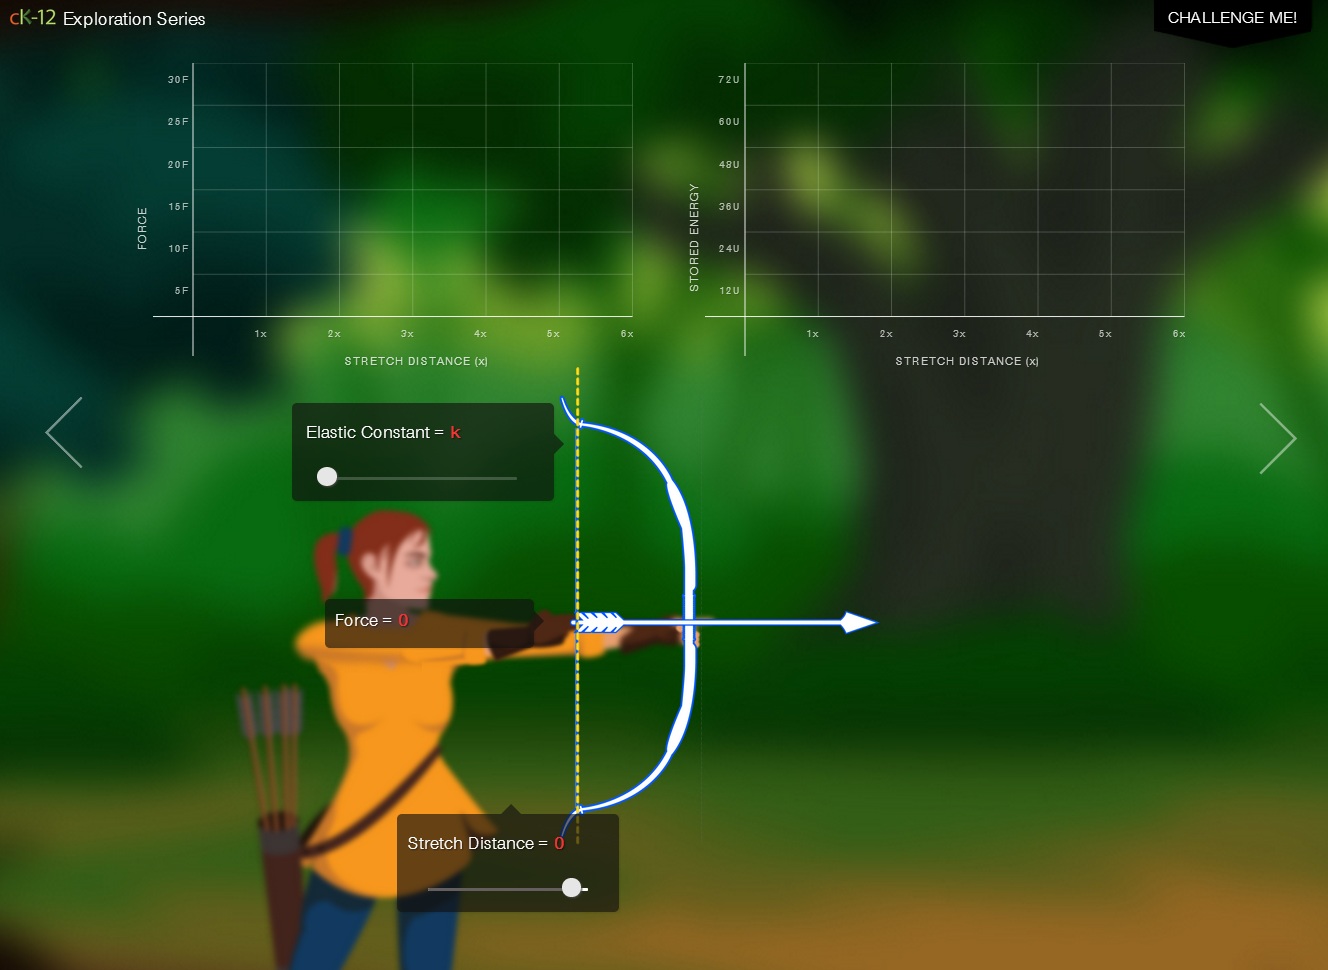 cK-12 Exploration Series
CHALLENGE ME!
30F
25F
20F
15F
10F
5F
FORCE
1x 2x 3x 4x 5x 6x
STRETCH DISTANCE (x)
72U
60U
48U
36U
24U
12U
STORED ENERGY
1x 2x 3x 4x 5x 6x
STRETCH DISTANCE (x)
Elastic Constant = k
Force = 0
Stretch Distance = 0